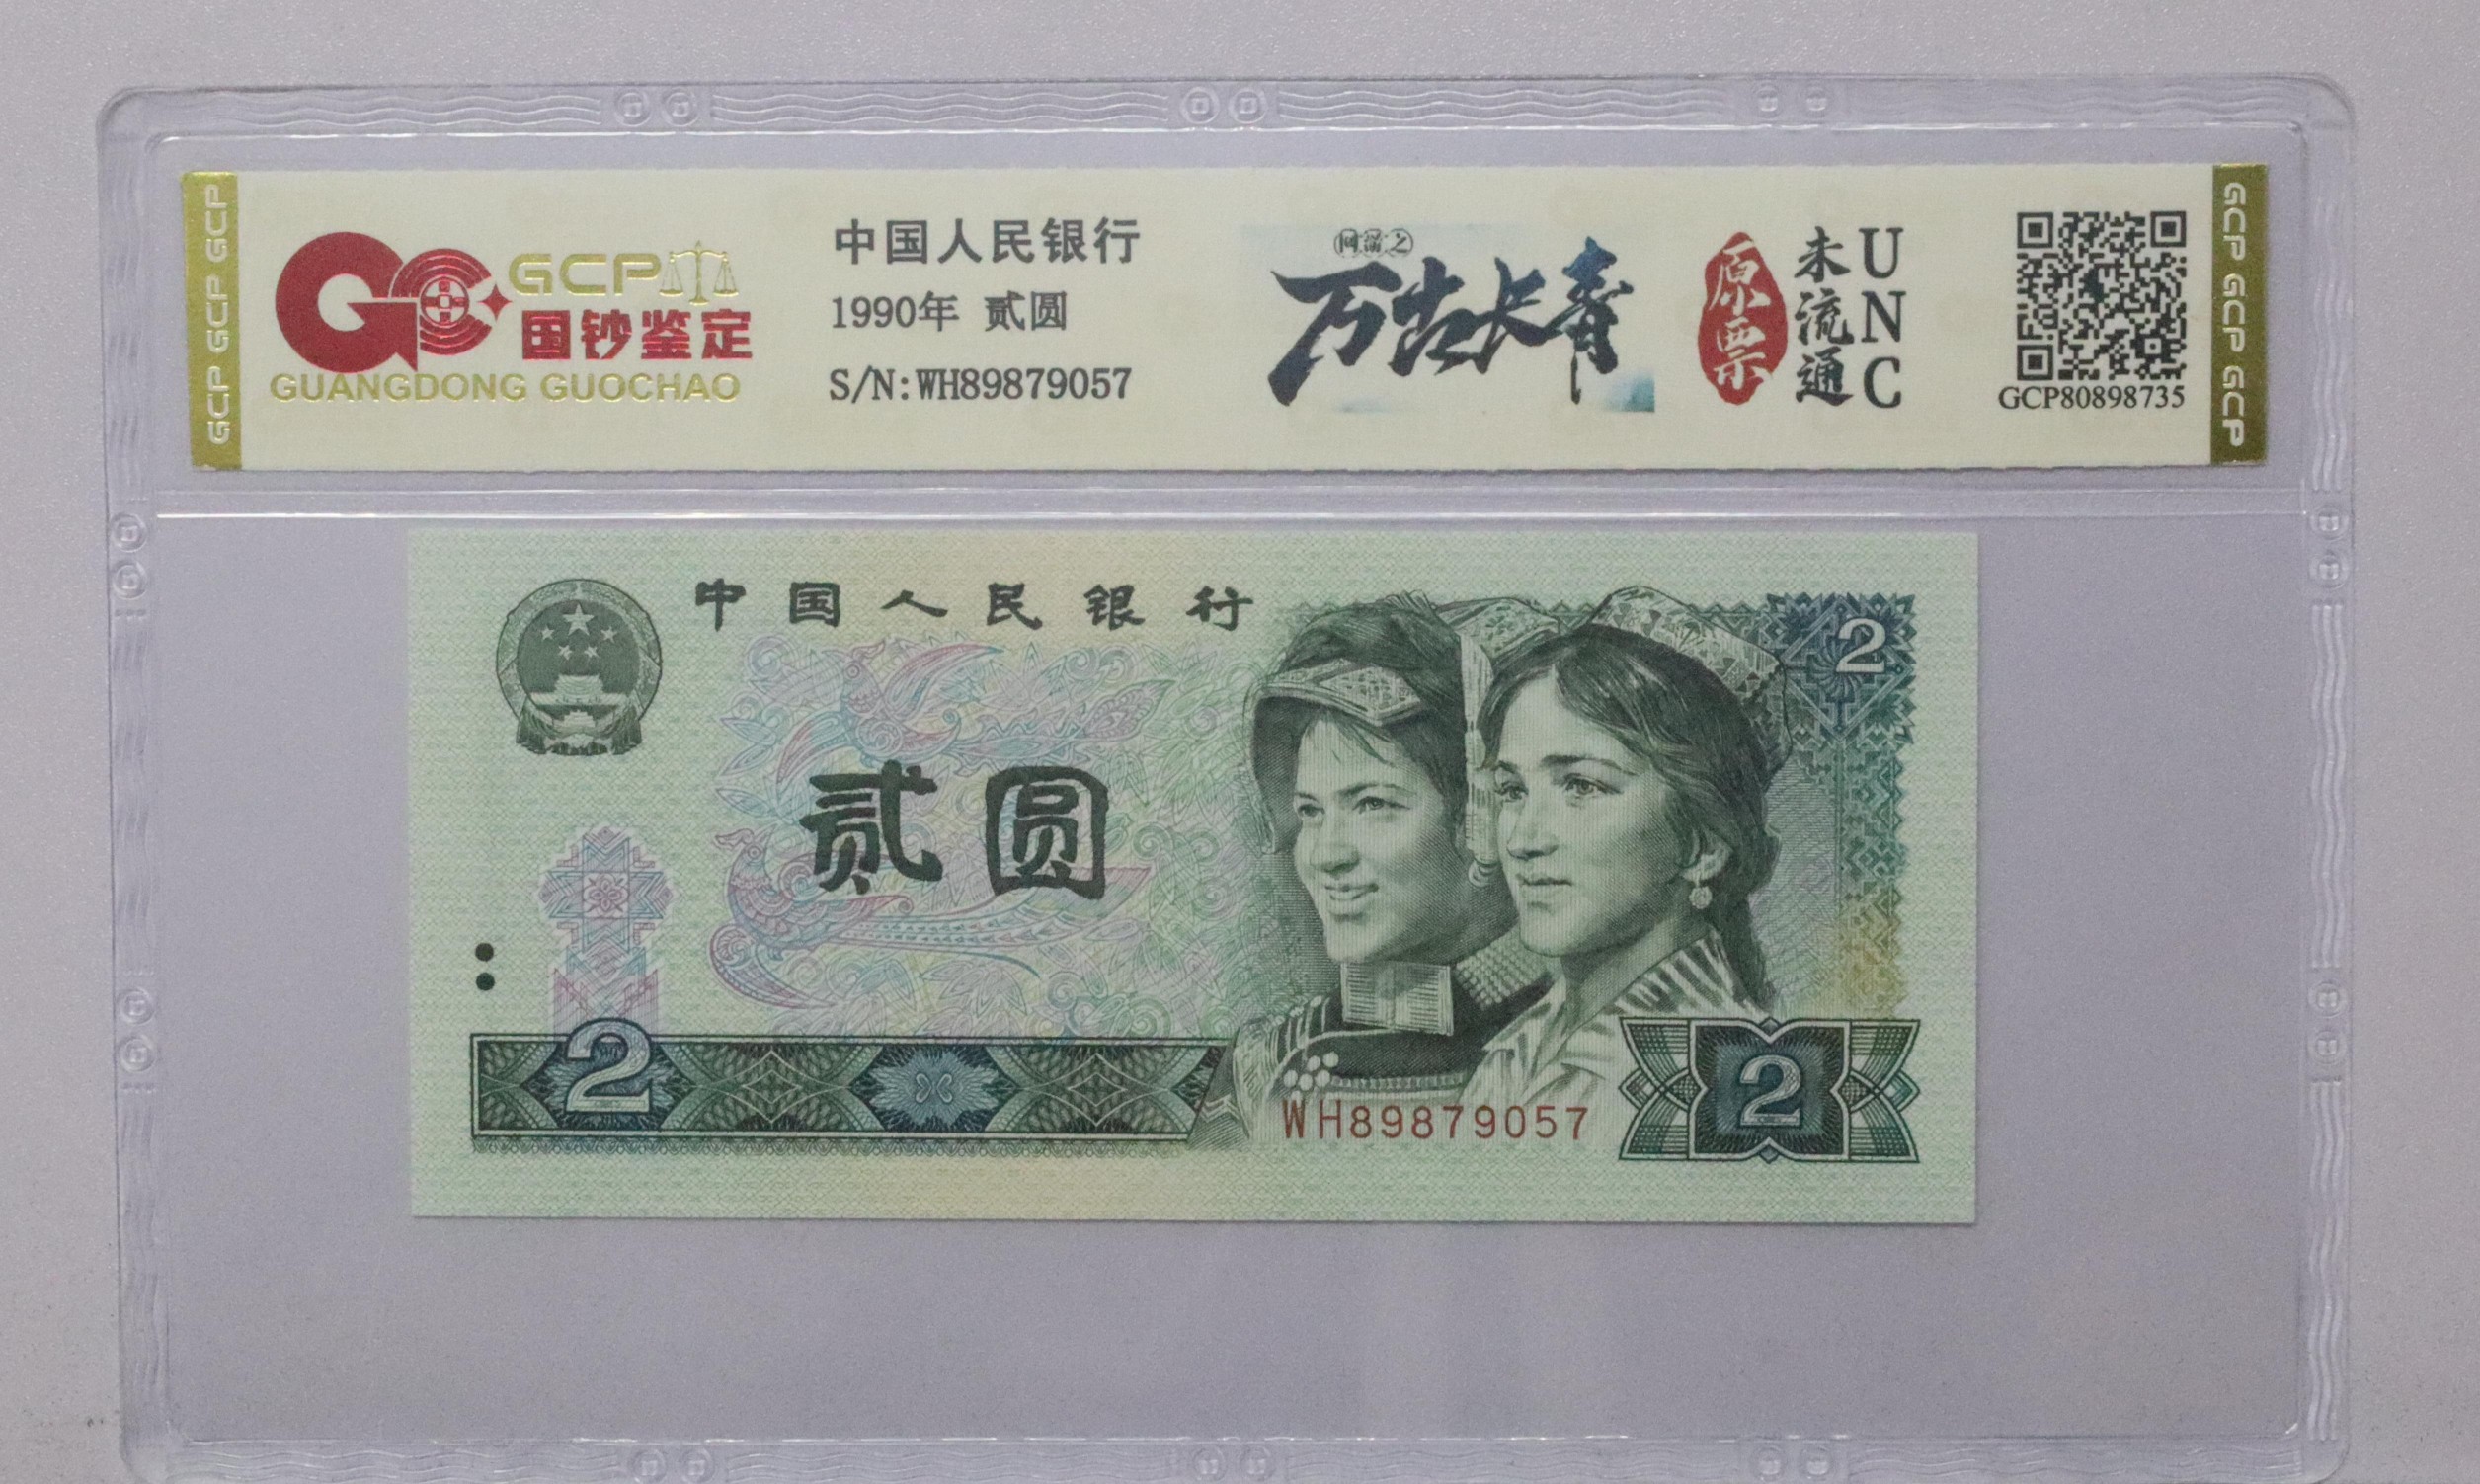 GCP GCP GCP
GCP
国钞鉴定
GUANGDONG GUOCHAO
中国人民银行
1990年 贰圆
S/N:WH89879057
万古长青
原票
未流通
UNC
GCP80898735
GCP GCP GCP
中国人民银行
2
贰圆
2
WH89879057
2